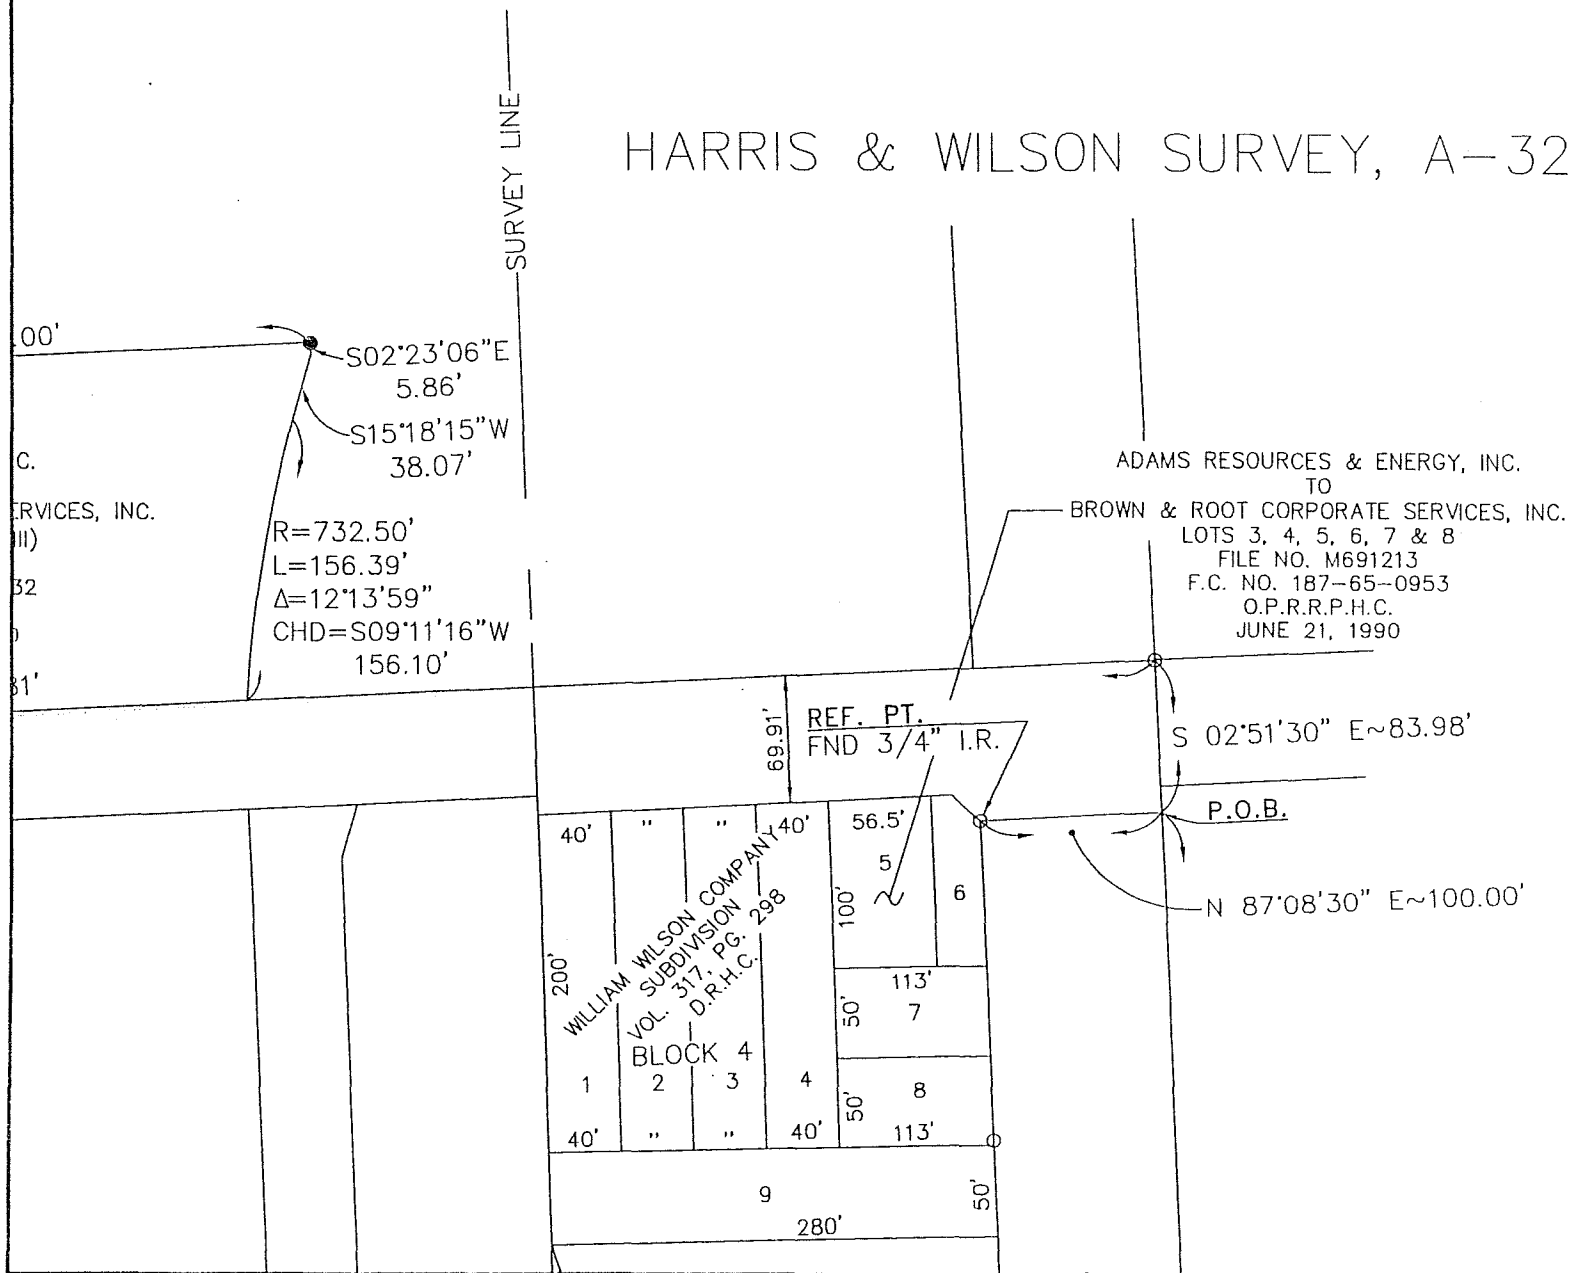 HARRIS & WILSON SURVEY, A-32
SURVEY LINE
.00'
S02°23'06"E
5.86'
S15°18'15"W
38.07'
C.
ERVICES, INC.
III)
32
31'
R=732.50'
L=156.39'
Δ=12°13'59"
CHD=S09°11'16"W
156.10'
ADAMS RESOURCES & ENERGY, INC.
TO
BROWN & ROOT CORPORATE SERVICES, INC.
LOTS 3, 4, 5, 6, 7 & 8
FILE NO. M691213
F.C. NO. 187-65-0953
O.P.R.R.P.H.C.
JUNE 21, 1990
69.91'
REF. PT.
FND 3/4" I.R.
S 02°51'30" E~83.98'
P.O.B.
N 87°08'30" E~100.00'
40' " " 40' 56.5'
5
6
100'
200'
WILLIAM WILSON COMPANY
SUBDIVISION
VOL. 317, PG. 298
D.R.H.C.
BLOCK 4
113'
50'
7
1 2 3 4
50'
8
40' " " 40' 113'
9
50'
280'